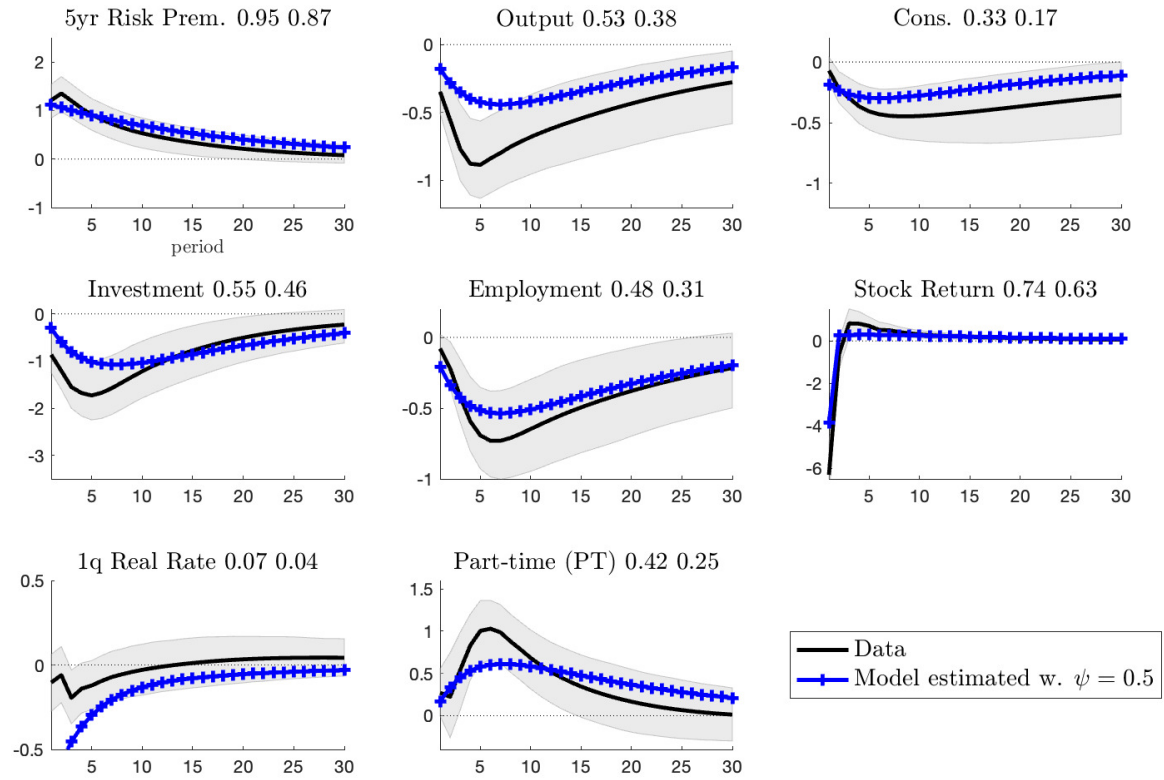 5yr Risk Prem. 0.95 0.87
2
1
0
-1
5 10 15 20 25 30
period
Output 0.53 0.38
0
-0.5
-1
5 10 15 20 25 30
Cons. 0.33 0.17
0
-0.5
-1
5 10 15 20 25 30
Investment 0.55 0.46
0
-1
-2
-3
5 10 15 20 25 30
Employment 0.48 0.31
0
-0.5
-1
5 10 15 20 25 30
Stock Return 0.74 0.63
0
-2
-4
-6
5 10 15 20 25 30
1q Real Rate 0.07 0.04
0.5
0
-0.5
5 10 15 20 25 30
Part-time (PT) 0.42 0.25
1.5
1
0.5
0
5 10 15 20 25 30
Data
Model estimated w. ψ = 0.5